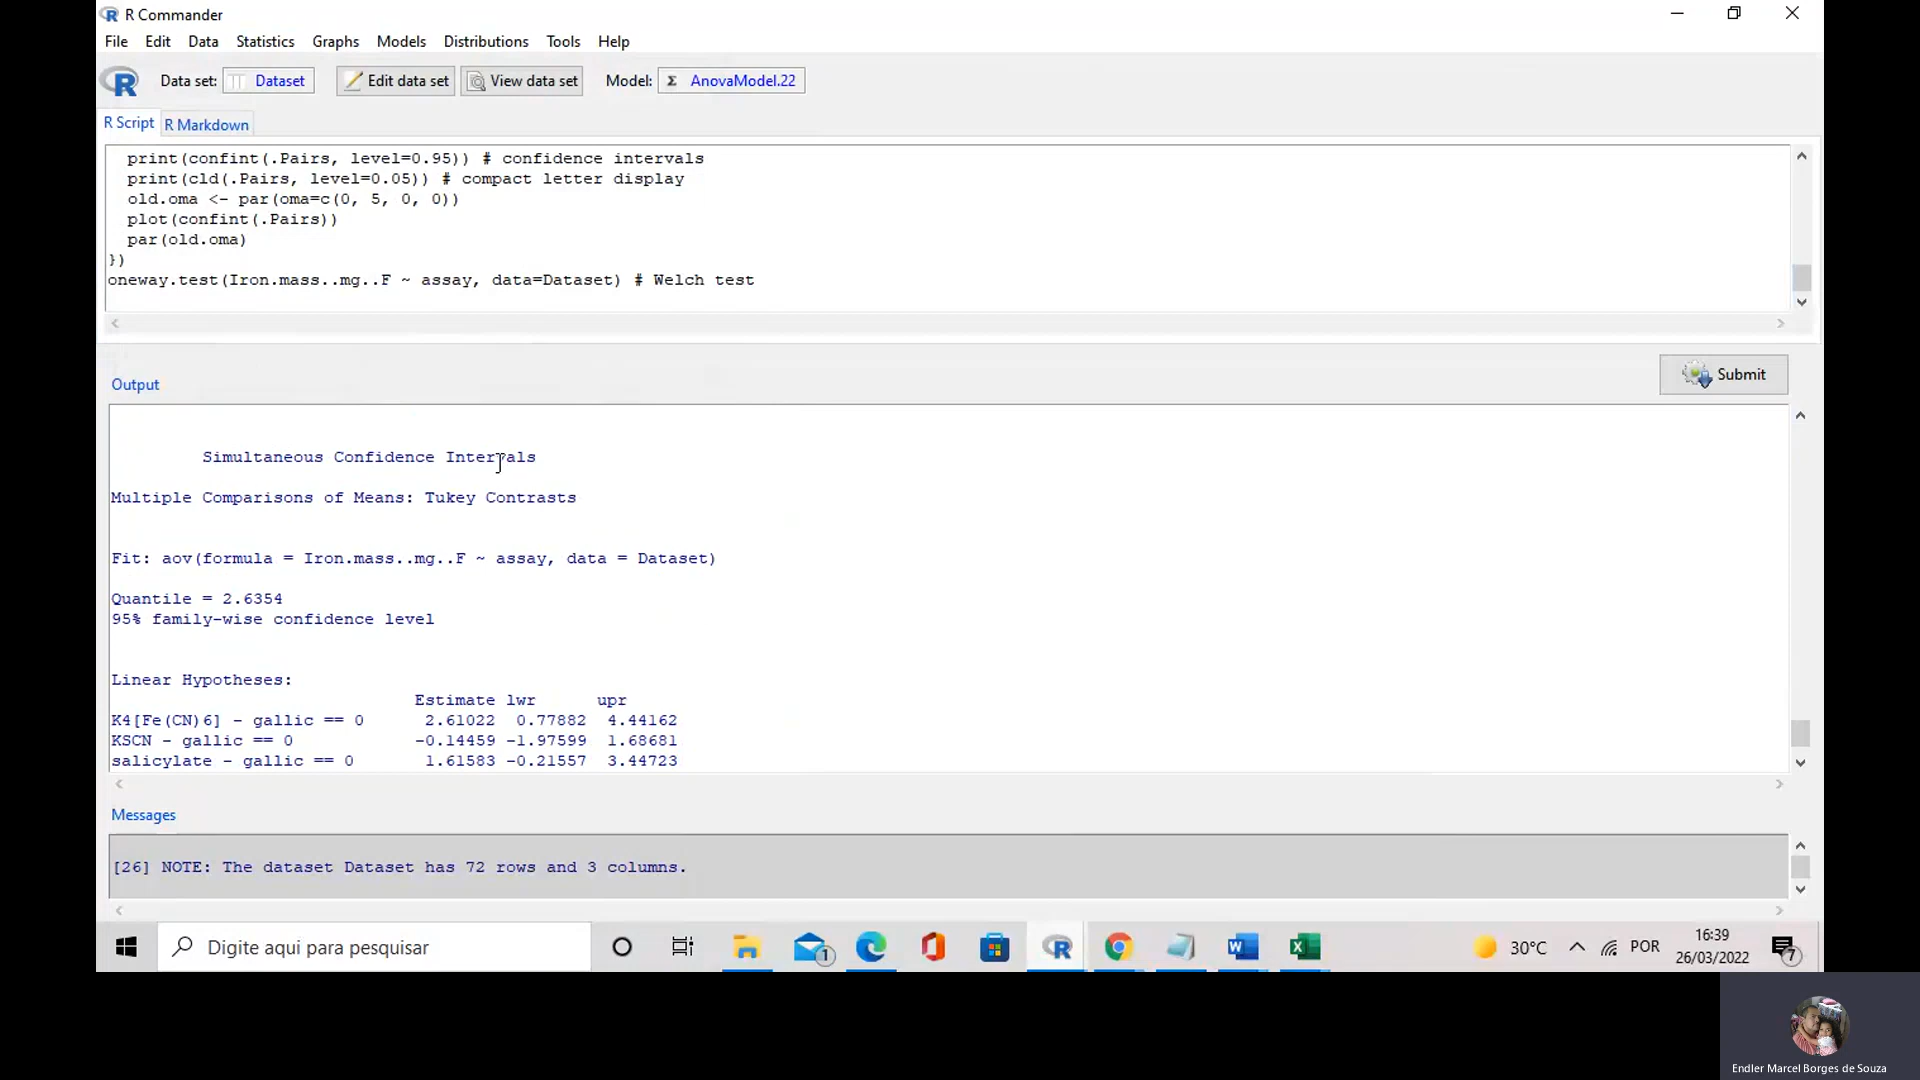 R Commander
File Edit Data Statistics Graphs Models Distributions Tools Help
R Data set: Dataset Edit data set View data set Model: Σ AnovaModel.22
R Script R Markdown
print(confint(.Pairs, level=0.95)) # confidence intervals
print(cld(.Pairs, level=0.05)) # compact letter display
old.oma <- par(oma=c(0, 5, 0, 0))
plot(confint(.Pairs))
par(old.oma)
})
oneway.test(Iron.mass..mg..F ~ assay, data=Dataset) # Welch test
Submit
Output
Simultaneous Confidence Intervals
Multiple Comparisons of Means: Tukey Contrasts
Fit: aov(formula = Iron.mass..mg..F ~ assay, data = Dataset)
Quantile = 2.6354
95% family-wise confidence level
Linear Hypotheses:
Estimate lwr upr
K4[Fe(CN)6] - gallic == 0 2.61022 0.77882 4.44162
KSCN - gallic == 0 -0.14459 -1.97599 1.68681
salicylate - gallic == 0 1.61583 -0.21557 3.44723
Messages
[26] NOTE: The dataset Dataset has 72 rows and 3 columns.
Digite aqui para pesquisar 1 30°C POR 16:39 7
26/03/2022
Endler Marcel Borges de Souza